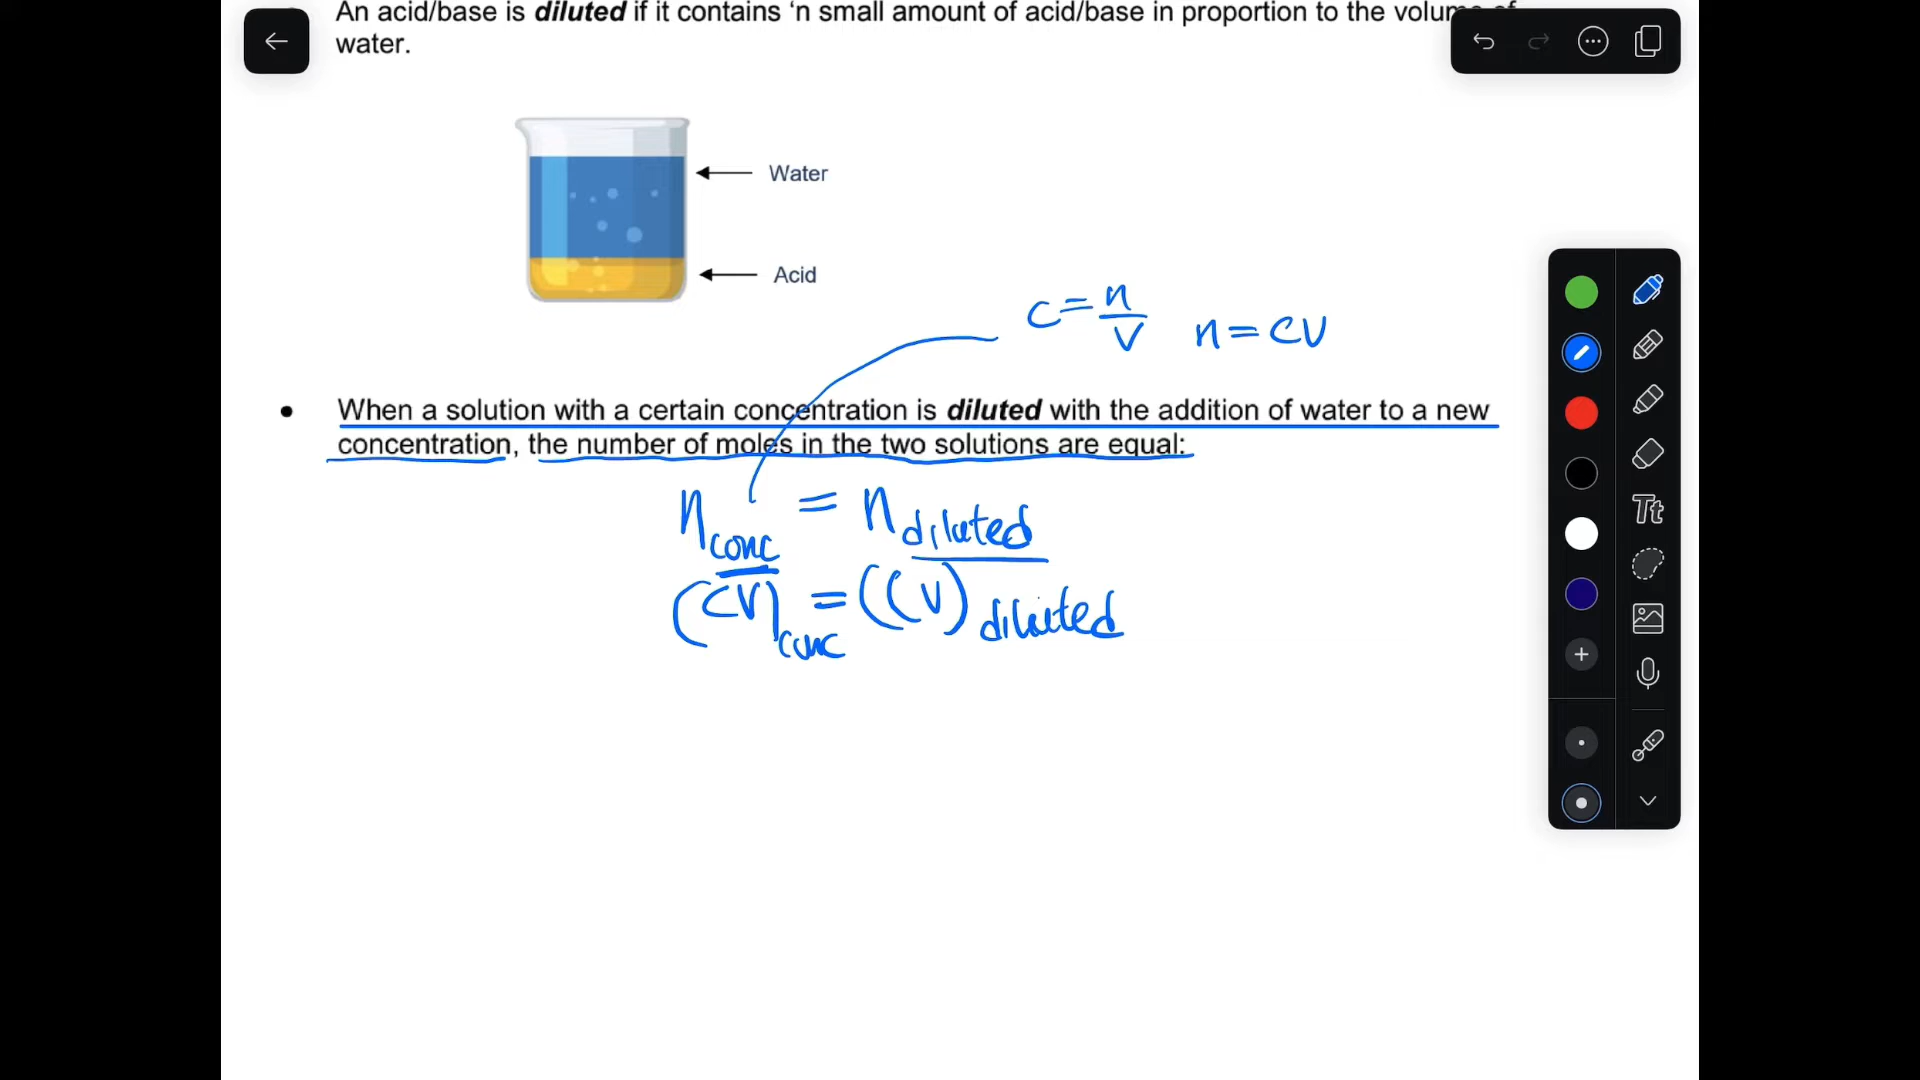 An acid/base is diluted if it contains ‘n small amount of acid/base in proportion to the volume of
water.
Water
Acid
c = n/V n = cV
When a solution with a certain concentration is diluted with the addition of water to a new
concentration, the number of moles in the two solutions are equal:
n conc = n diluted
(cV) conc = (cV) diluted
Tt